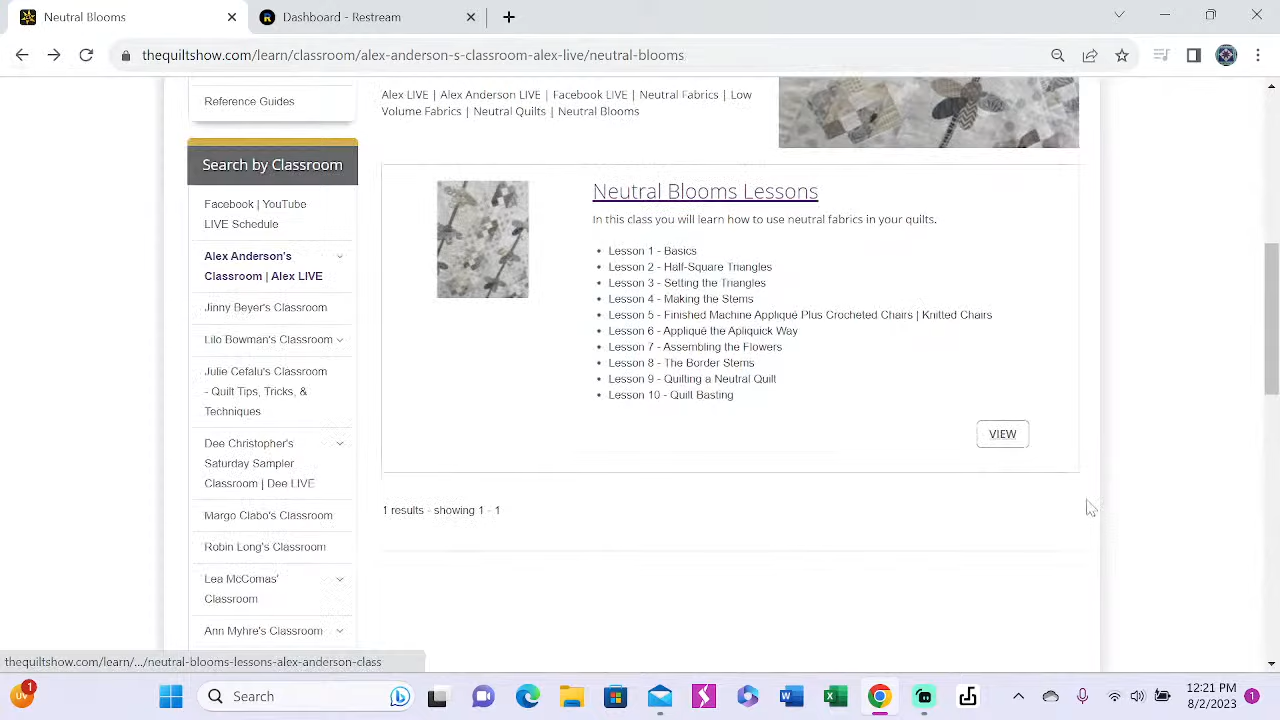 Neutral Blooms
Dashboard - Restream
thequiltshow.com/learn/classroom/alex-anderson-s-classroom-alex-live/neutral-blooms
Reference Guides
Search by Classroom
Facebook | YouTube
LIVE Schedule
Alex Anderson's
Classroom | Alex LIVE
Jinny Beyer's Classroom
Lilo Bowman's Classroom
Julie Cefalu's Classroom
- Quilt Tips, Tricks, &
Techniques
Dee Christopher's
Saturday Sampler
Classroom | Dee LIVE
Margo Clabo's Classroom
Robin Long's Classroom
Lea McComas'
Classroom
Ann Myhre's Classroom
Alex LIVE | Alex Anderson LIVE | Facebook LIVE | Neutral Fabrics | Low
Volume Fabrics | Neutral Quilts | Neutral Blooms
Neutral Blooms Lessons
In this class you will learn how to use neutral fabrics in your quilts.
• Lesson 1 - Basics
• Lesson 2 - Half-Square Triangles
• Lesson 3 - Setting the Triangles
• Lesson 4 - Making the Stems
• Lesson 5 - Finished Machine Appliqué Plus Crocheted Chairs | Knitted Chairs
• Lesson 6 - Appliqué the Apliquick Way
• Lesson 7 - Assembling the Flowers
• Lesson 8 - The Border Stems
• Lesson 9 - Quilting a Neutral Quilt
• Lesson 10 - Quilt Basting
VIEW
1 results - showing 1 - 1
thequiltshow.com/learn/.../neutral-blooms-lessons-alex-anderson-class
UV 1
Search
12:21 PM
8/2/2023
1